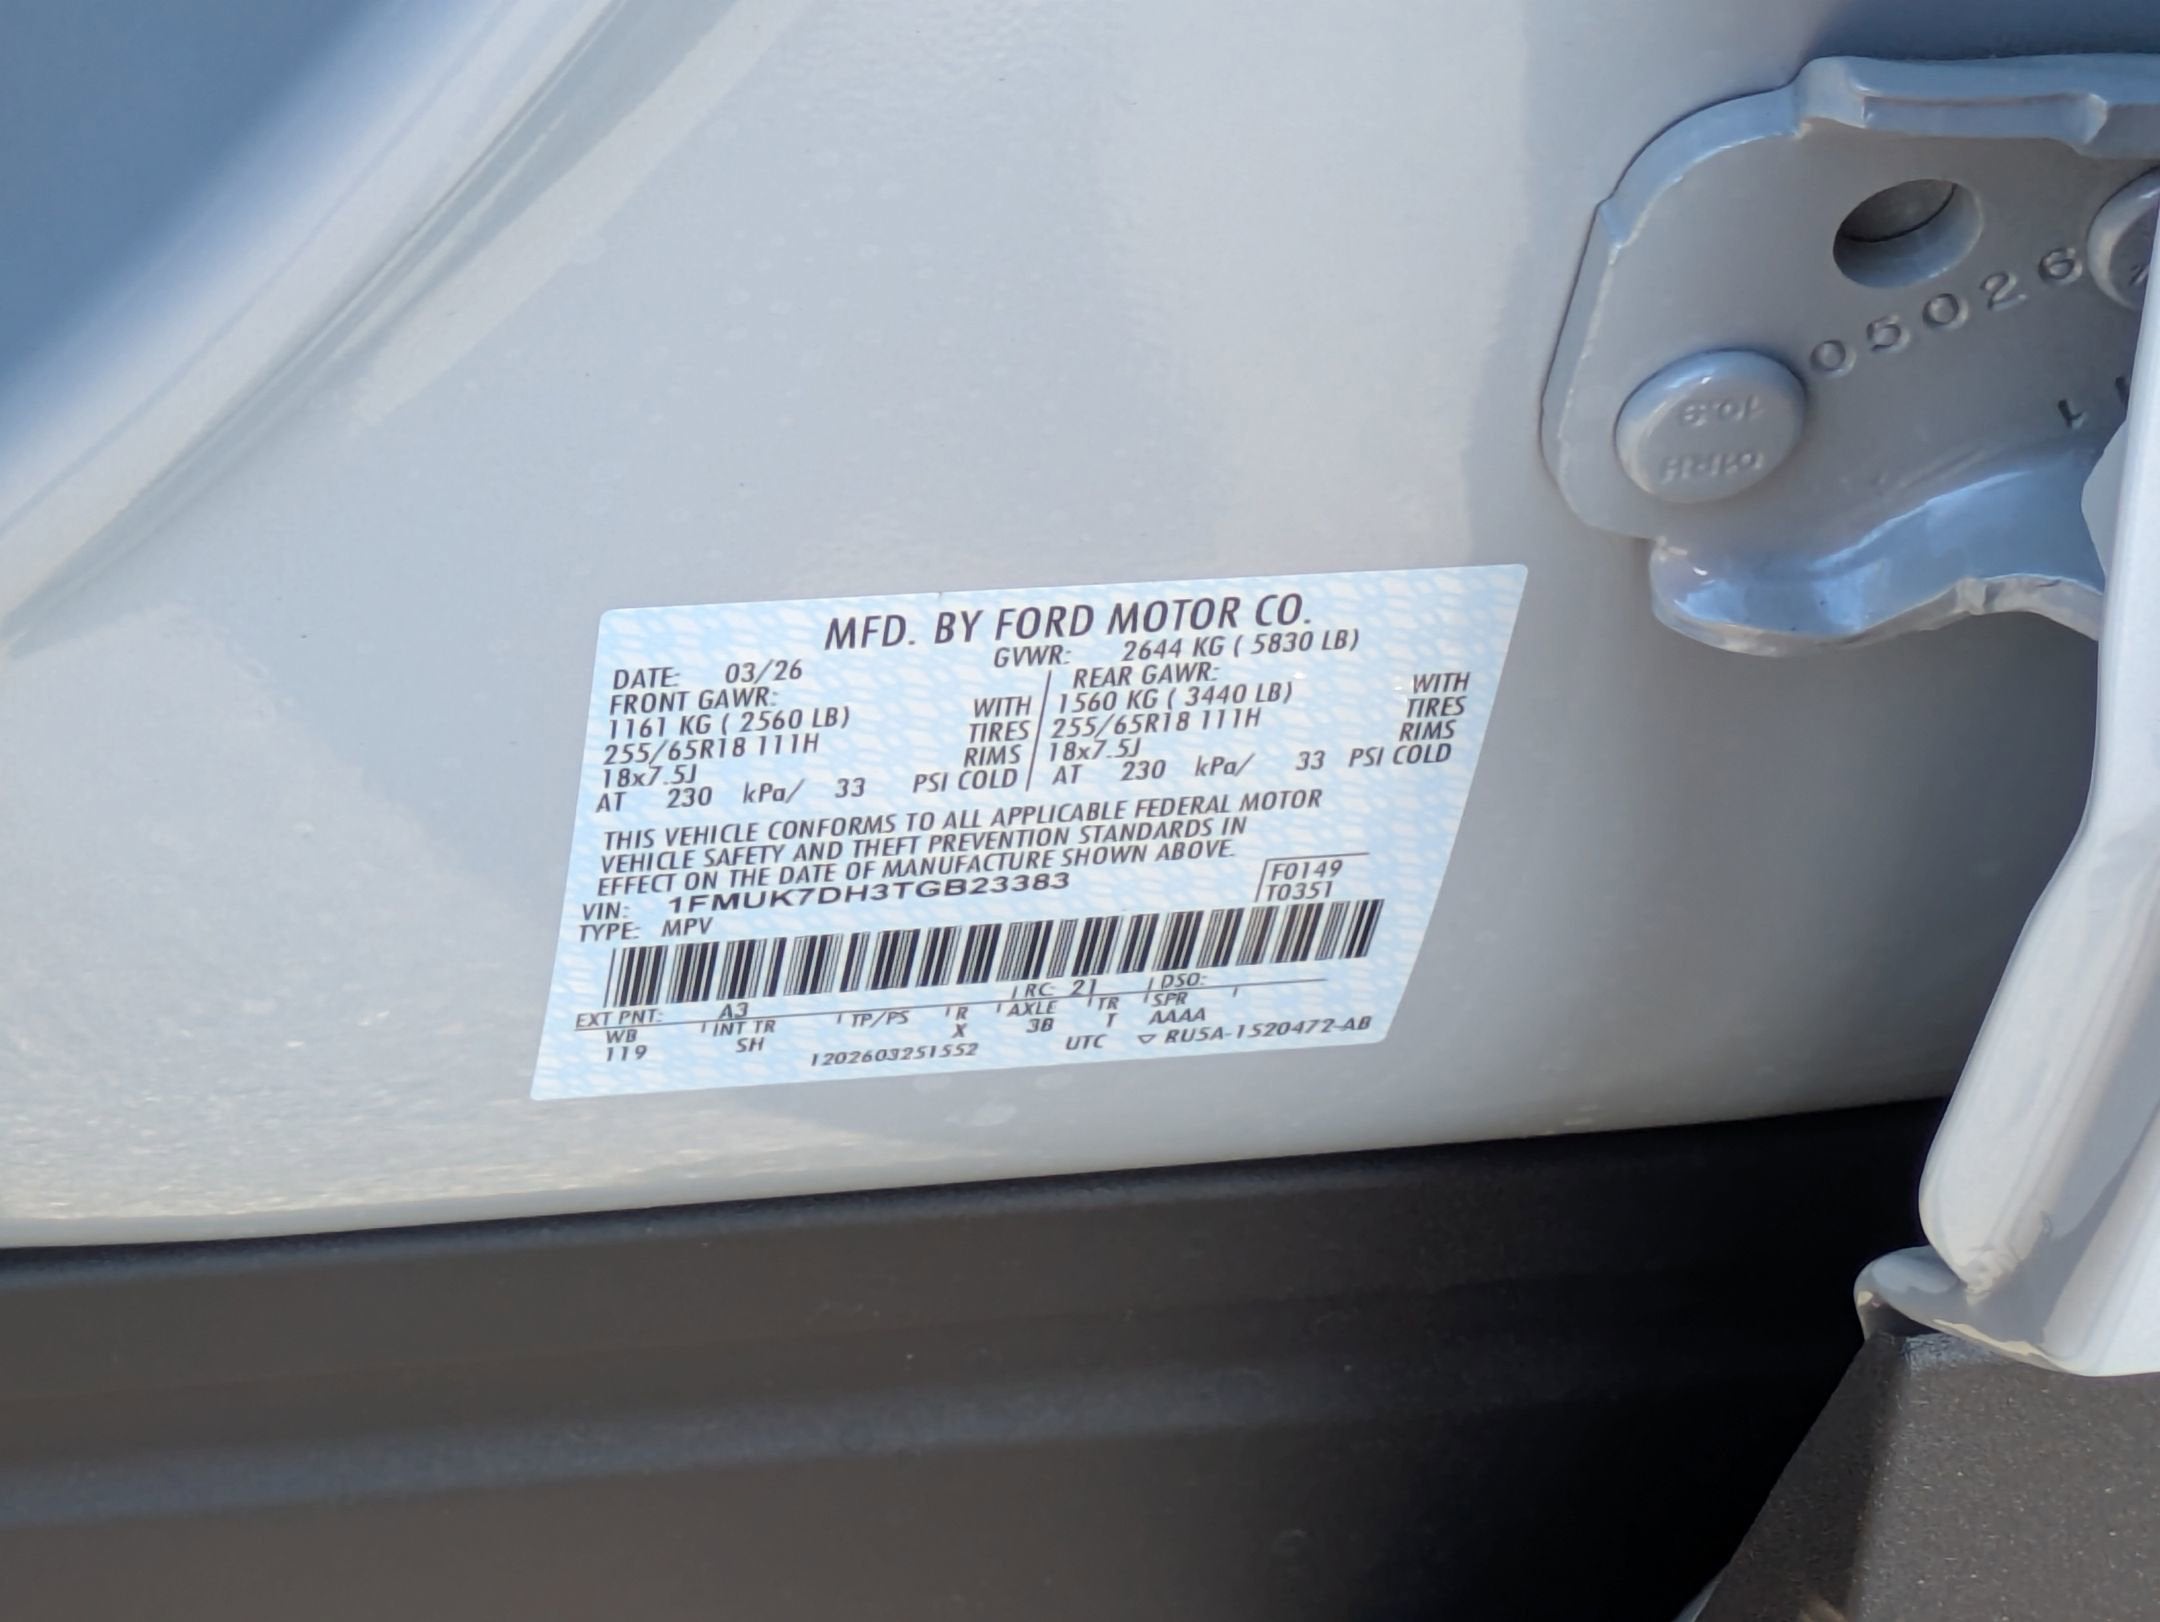 MFD. BY FORD MOTOR CO.
DATE: 03/26 GVWR: 2644 KG ( 5830 LB)
FRONT GAWR: REAR GAWR:
1161 KG ( 2560 LB) WITH 1560 KG ( 3440 LB) WITH
255/65R18 111H TIRES 255/65R18 111H TIRES
18x7.5J RIMS 18x7.5J RIMS
AT 230 kPa/ 33 PSI COLD AT 230 kPa/ 33 PSI COLD
THIS VEHICLE CONFORMS TO ALL APPLICABLE FEDERAL MOTOR
VEHICLE SAFETY AND THEFT PREVENTION STANDARDS IN
EFFECT ON THE DATE OF MANUFACTURE SHOWN ABOVE.
VIN: 1FMUK7DH3TGB23383 F0149
TYPE: MPV T0351
EXT PNT: A3 RC: 21 DSO:
WB INT TR TP/PS R AXLE TR SPR
119 SH X 3B T AAAA
1202603251552 UTC ▽ RU5A-1520472-AB
05026
10.9